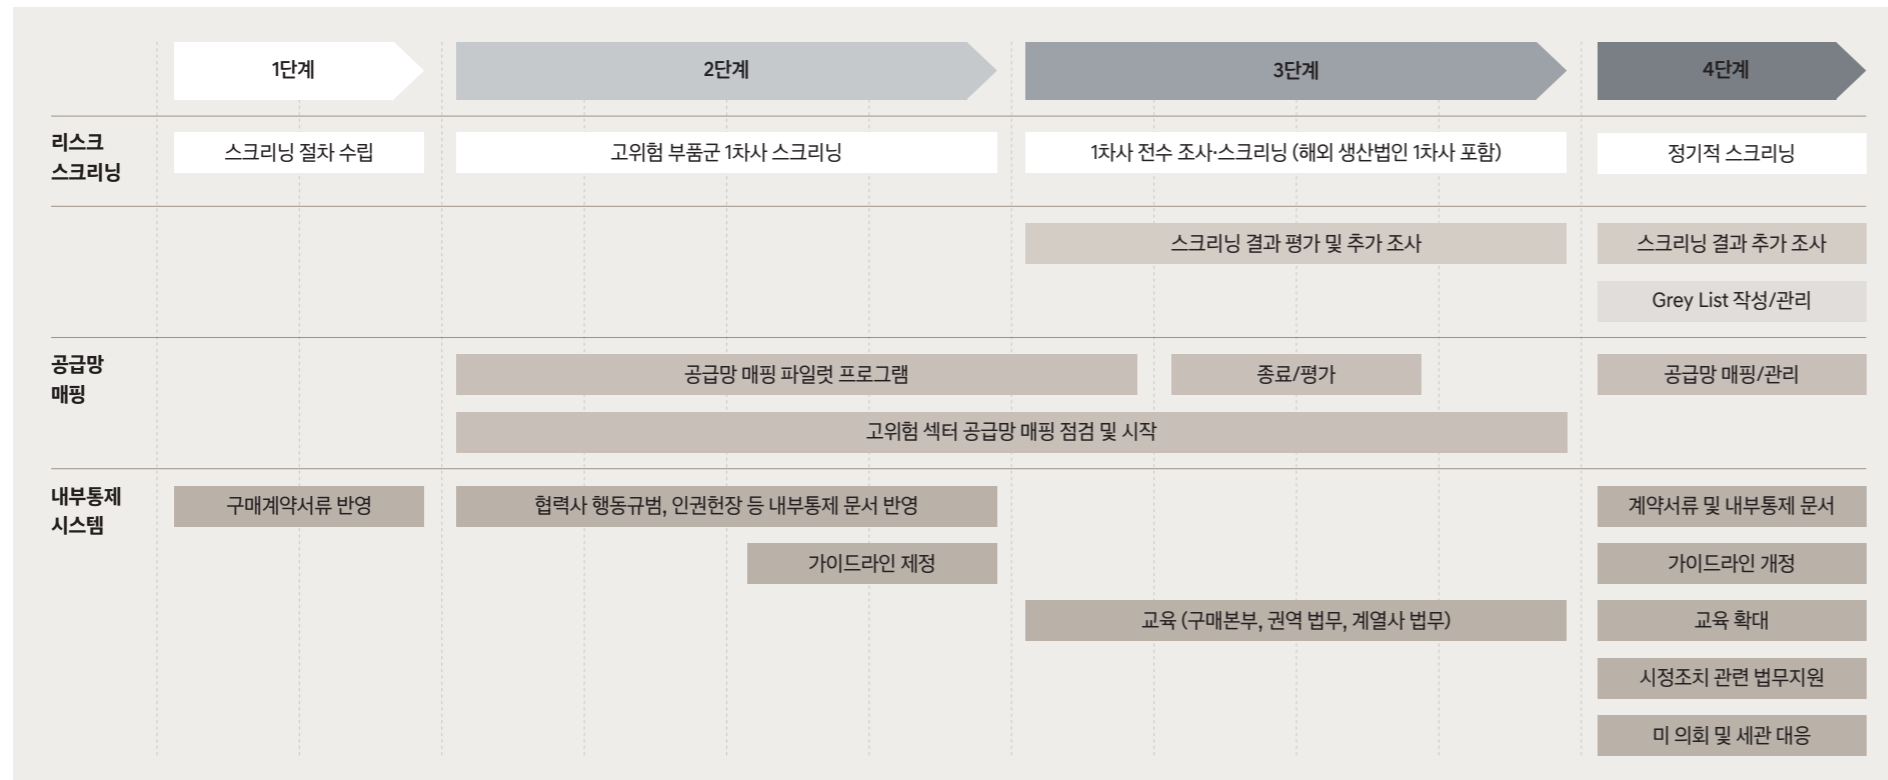 1단계
2단계
3단계
4단계
리스크
스크리닝
스크리닝 절차 수립
고위험 부품군 1차사 스크리닝
1차사 전수 조사·스크리닝 (해외 생산법인 1차사 포함)
정기적 스크리닝
스크리닝 결과 평가 및 추가 조사
스크리닝 결과 추가 조사
Grey List 작성/관리
공급망
매핑
공급망 매핑 파일럿 프로그램
종료/평가
공급망 매핑/관리
고위험 섹터 공급망 매핑 점검 및 시작
내부통제
시스템
구매계약서류 반영
협력사 행동규범, 인권헌장 등 내부통제 문서 반영
계약서류 및 내부통제 문서
가이드라인 제정
가이드라인 개정
교육 (구매본부, 권역 법무, 계열사 법무)
교육 확대
시정조치 관련 법무지원
미 의회 및 세관 대응